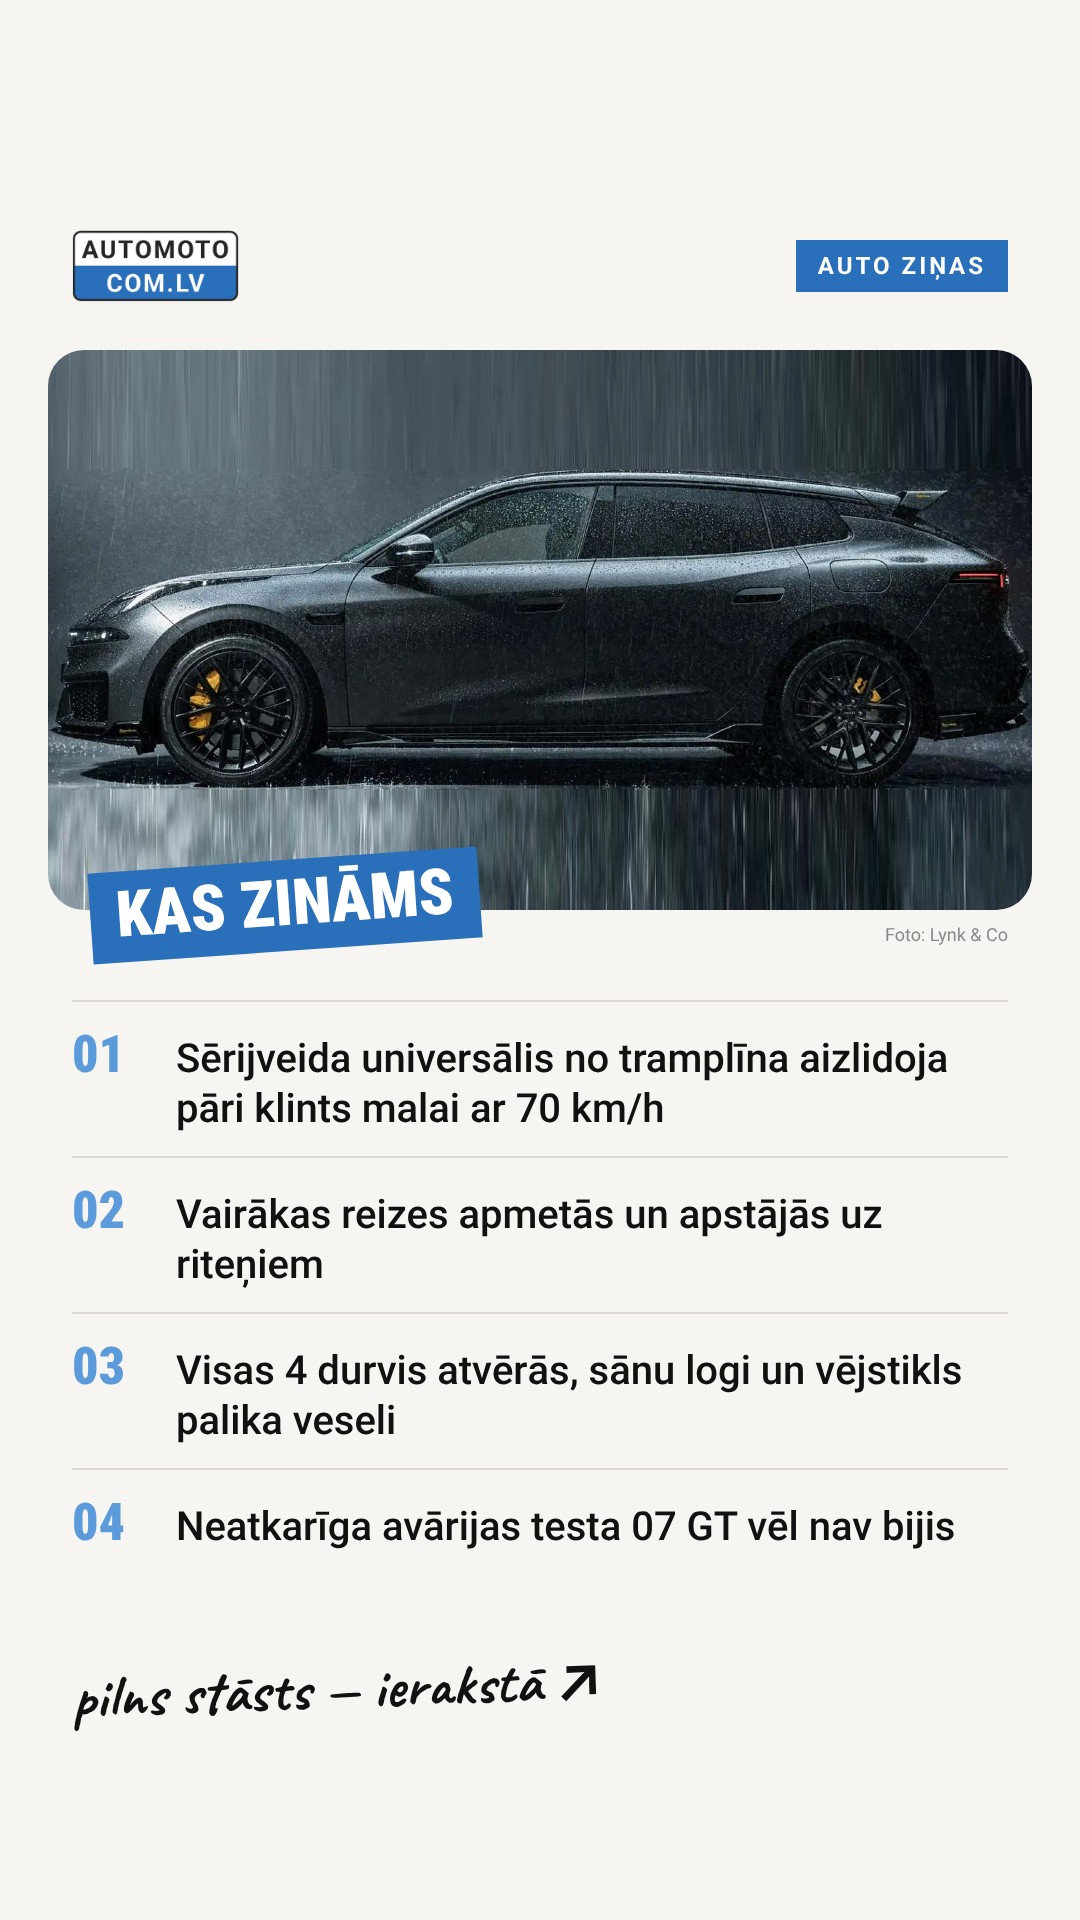 AUTOMOTO
COM.LV
AUTO ZIŅAS
KAS ZINĀMS
Foto: Lynk & Co
01 Sērijveida universālis no tramplīna aizlidoja
pāri klints malai ar 70 km/h
02 Vairākas reizes apmetās un apstājās uz
riteņiem
03 Visas 4 durvis atvērās, sānu logi un vējstikls
palika veseli
04 Neatkarīga avārijas testa 07 GT vēl nav bijis
pilns stāsts — ierakstā ↗